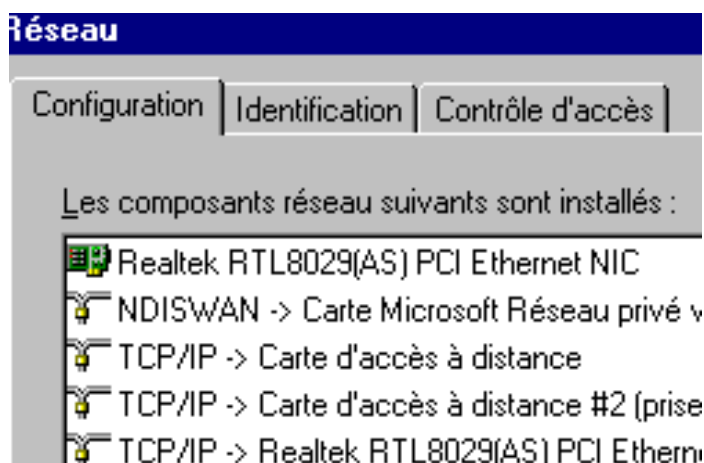 Réseau
Configuration Identification Contrôle d'accès
Les composants réseau suivants sont installés :
Realtek RTL8029(AS) PCI Ethernet NIC
NDISWAN -> Carte Microsoft Réseau privé
TCP/IP -> Carte d'accès à distance
TCP/IP -> Carte d'accès à distance #2 (prise
TCP/IP -> Realtek RTL8029(AS) PCI Etherne